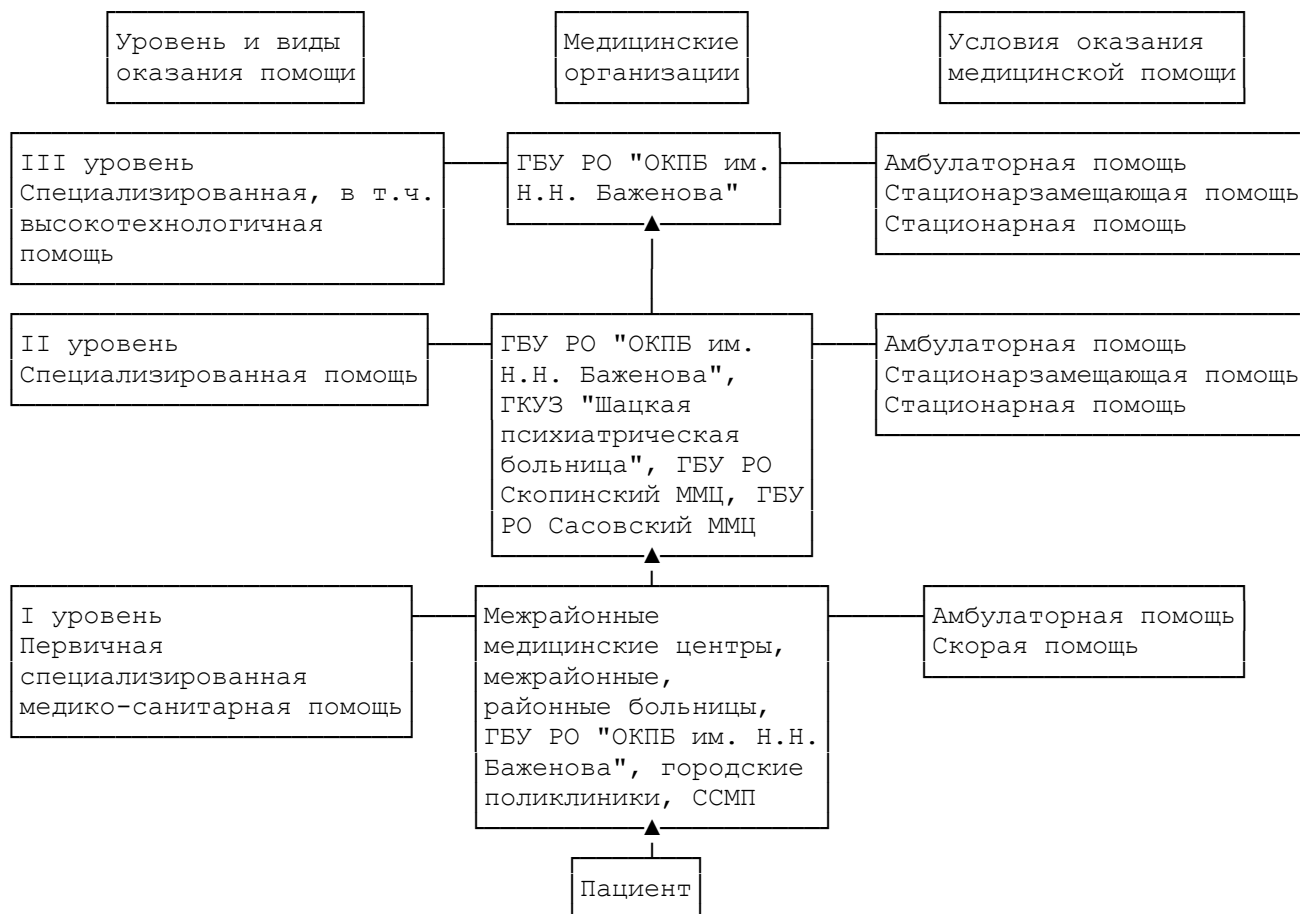 Уровень и виды
оказания помощи
Медицинские
организации
Условия оказания
медицинской помощи
III уровень
Специализированная, в т.ч.
высокотехнологичная
помощь
ГБУ РО "ОКПБ им.
Н.Н. Баженова"
Амбулаторная помощь
Стационарзамещающая помощь
Стационарная помощь
II уровень
Специализированная помощь
ГБУ РО "ОКПБ им.
Н.Н. Баженова",
ГКУЗ "Шацкая
психиатрическая
больница", ГБУ РО
Скопинский ММЦ, ГБУ
РО Сасовский ММЦ
Амбулаторная помощь
Стационарзамещающая помощь
Стационарная помощь
I уровень
Первичная
специализированная
медико-санитарная помощь
Межрайонные
медицинские центры,
межрайонные,
районные больницы,
ГБУ РО "ОКПБ им. Н.Н.
Баженова", городские
поликлиники, ССМП
Амбулаторная помощь
Скорая помощь
Пациент